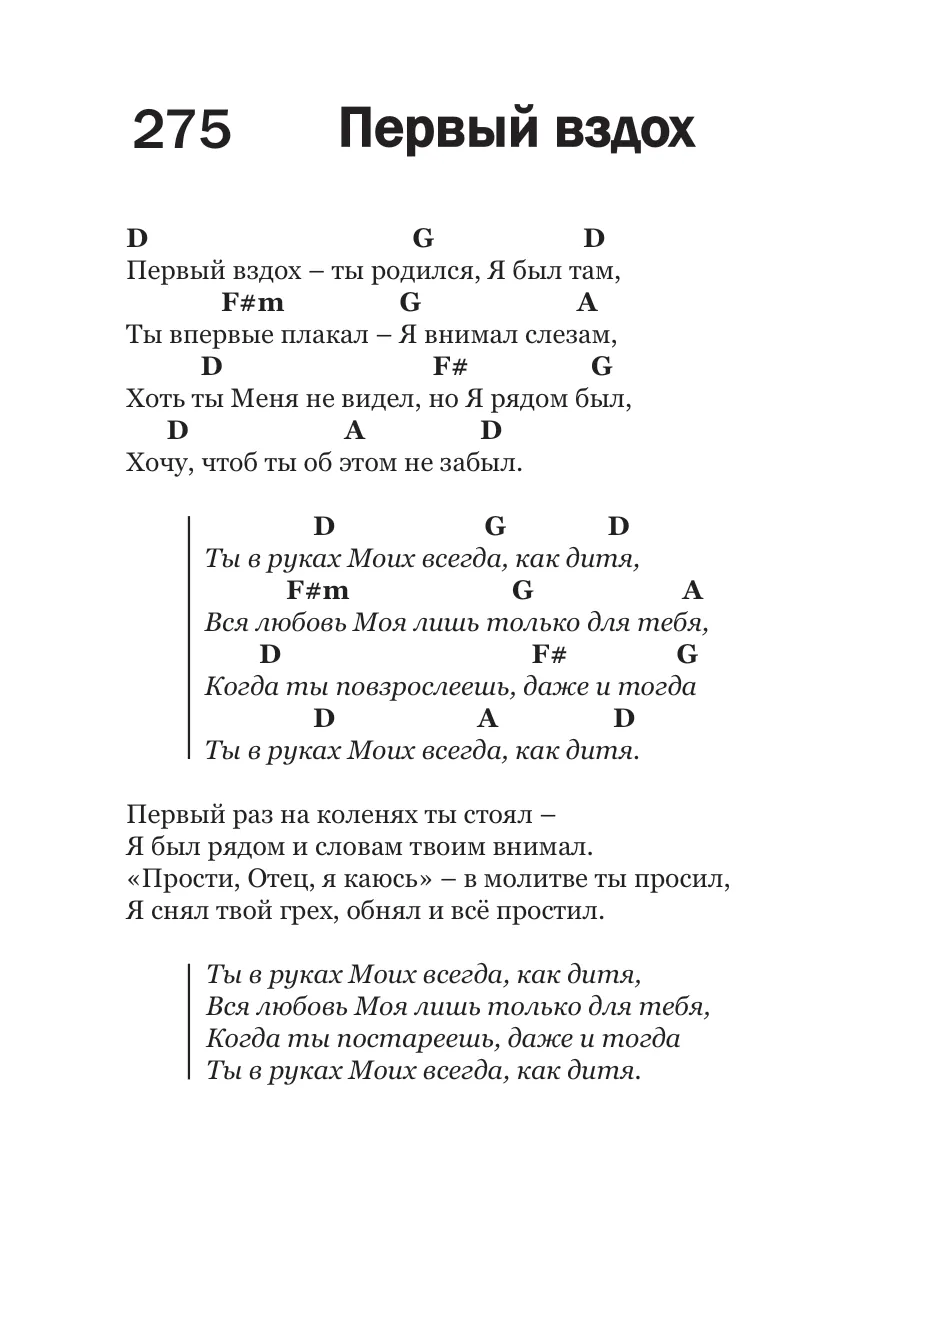 275 Первый вздох
D G D
Первый вздох – ты родился, Я был там,
F#m G A
Ты впервые плакал – Я внимал слезам,
D F# G
Хоть ты Меня не видел, но Я рядом был,
D A D
Хочу, чтоб ты об этом не забыл.
D G D
Ты в руках Моих всегда, как дитя,
F#m G A
Вся любовь Моя лишь только для тебя,
D F# G
Когда ты повзрослеешь, даже и тогда
D A D
Ты в руках Моих всегда, как дитя.
Первый раз на коленях ты стоял –
Я был рядом и словам твоим внимал.
«Прости, Отец, я каюсь» – в молитве ты просил,
Я снял твой грех, обнял и всё простил.
Ты в руках Моих всегда, как дитя,
Вся любовь Моя лишь только для тебя,
Когда ты постареешь, даже и тогда
Ты в руках Моих всегда, как дитя.